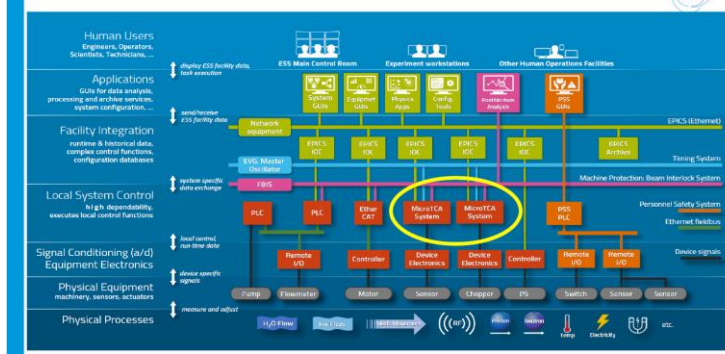 Human Users
Engineers, Operators,
Scientists, Technicians, ...
display ESS facility data,
task execution
ESS Main Control Room
Experiment workstations
Other Human Operations Facilities
Applications
GUIs for data analysis,
processing and archive services,
system configuration, ...
send/receive
ESS facility data
System
GUIs
Equipmet
GUIs
Physics
Apps
Config.
Tools
Postmortem
Analysis
PSS
GUIs
Facility Integration
runtime & historical data,
complex control functions,
configuration databases
system specific
data exchange
Network
equipment
EPICS (Ethernet)
EPICS
IOC
EPICS
IOC
EPICS
IOC
EPICS
IOC
EPICS
IOC
EPICS
Archive
EVG, Master
Oscillator
Timing System
FBIS
Machine Protection: Beam Interlock System
Local System Control
high dependability,
executes local control functions
local control,
run-time data
PLC
PLC
Ether
CAT
MicroTCA
System
MicroTCA
System
PSS
PLC
Personnel Safety System
Ethernet fieldbus
Signal Conditioning (a/d)
Equipment Electronics
device specific
signals
Remote
I/O
Controller
Device
Electronics
Device
Electronics
Controller
Remote
I/O
Remote
I/O
Device signals
Physical Equipment
machinery, sensors, actuators
measure and adjust
Pump
Flowmeter
Motor
Sensor
Chopper
PS
Switch
Sensor
Sensor
Physical Processes
H₂O Flow
((((RF))))
Proton
Neutron
Temp
Electricity
etc.